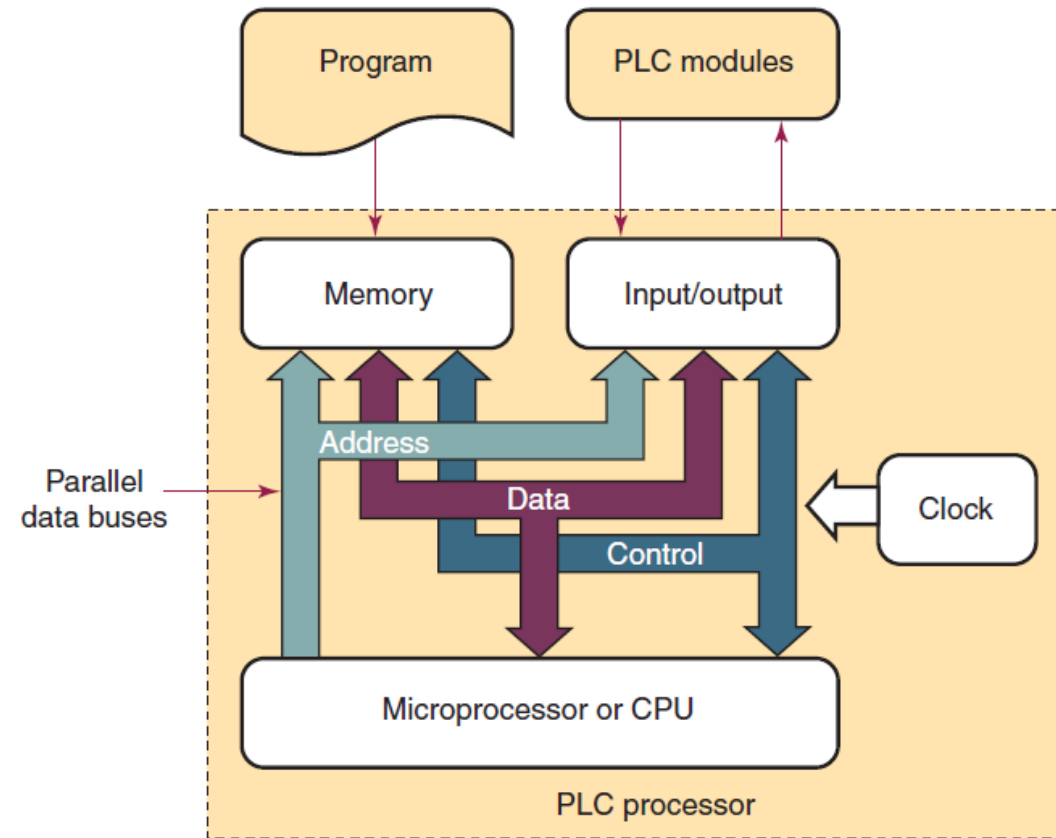 Program
PLC modules
Memory
Input/output
Address
Parallel
data buses
Data
Clock
Control
Microprocessor or CPU
PLC processor